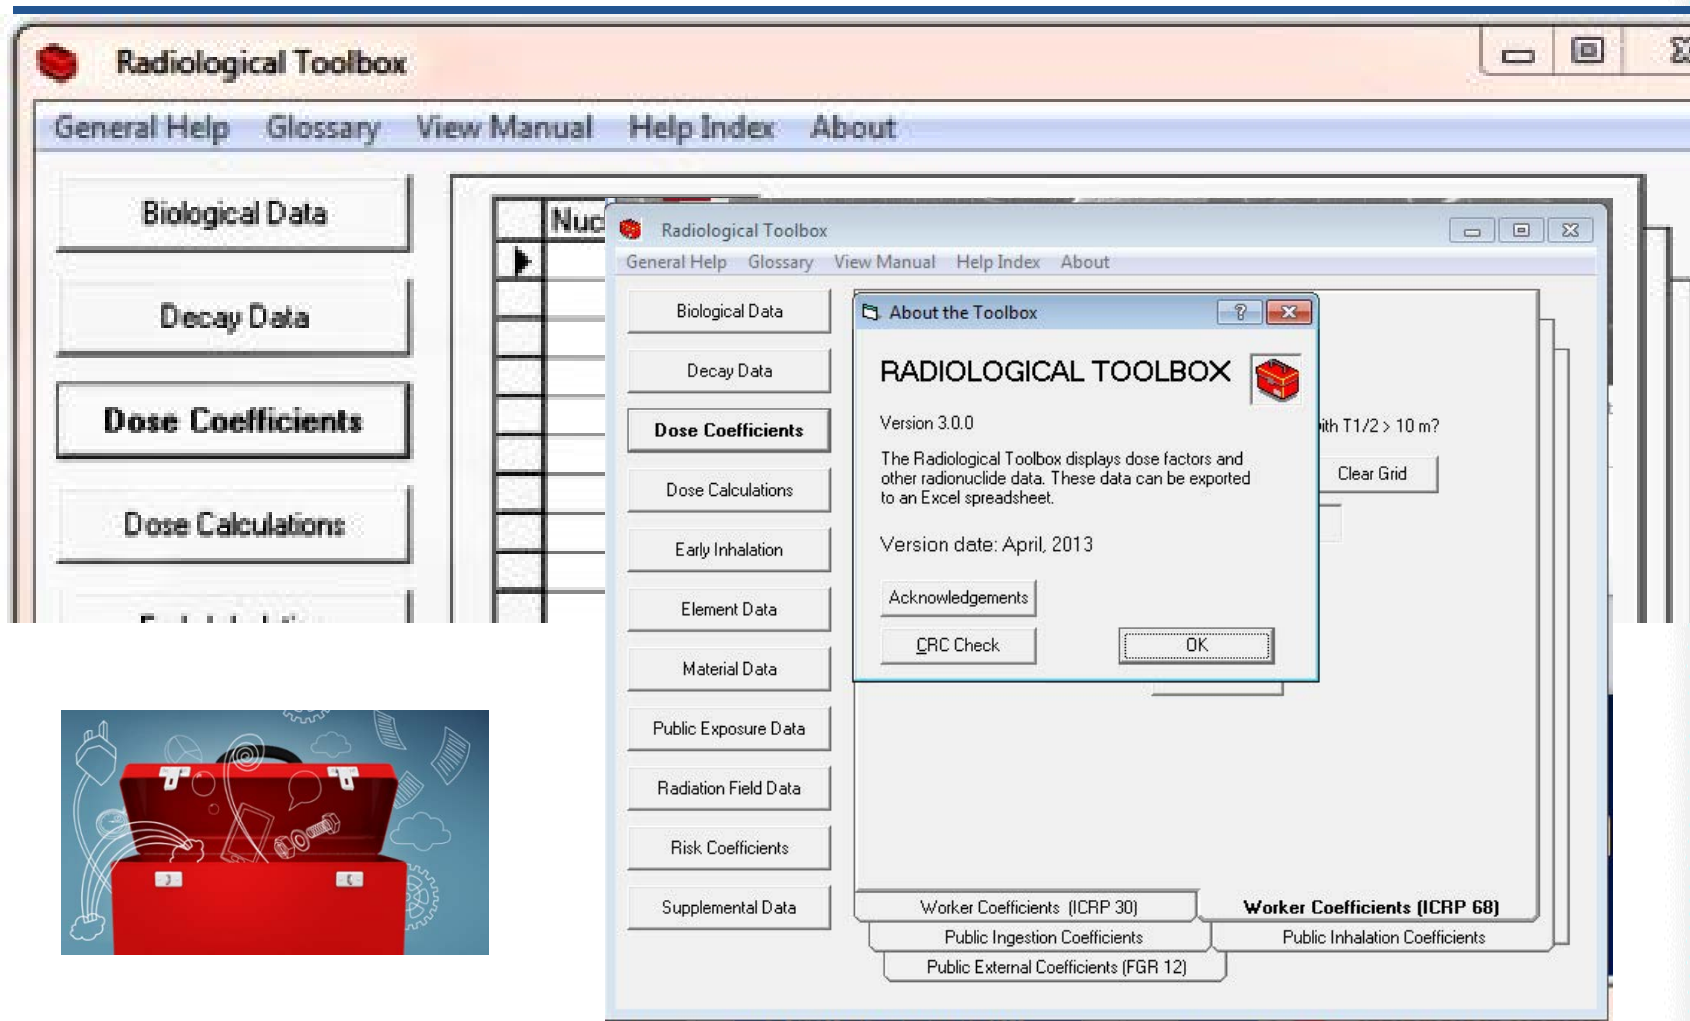 Radiological Toolbox
General Help Glossary View Manual Help Index About
Biological Data
Decay Data
Dose Coefficients
Dose Calculations
Nuc
Radiological Toolbox
General Help Glossary View Manual Help Index About
Biological Data
Decay Data
Dose Coefficients
Dose Calculations
Early Inhalation
Element Data
Material Data
Public Exposure Data
Radiation Field Data
Risk Coefficients
Supplemental Data
About the Toolbox
RADIOLOGICAL TOOLBOX
Version 3.0.0
The Radiological Toolbox displays dose factors and
other radionuclide data. These data can be exported
to an Excel spreadsheet.
Version date: April, 2013
Acknowledgements
CRC Check
OK
ith T1/2 > 10 m?
Clear Grid
Worker Coefficients (ICRP 30)
Worker Coefficients (ICRP 68)
Public Ingestion Coefficients
Public Inhalation Coefficients
Public External Coefficients (FGR 12)